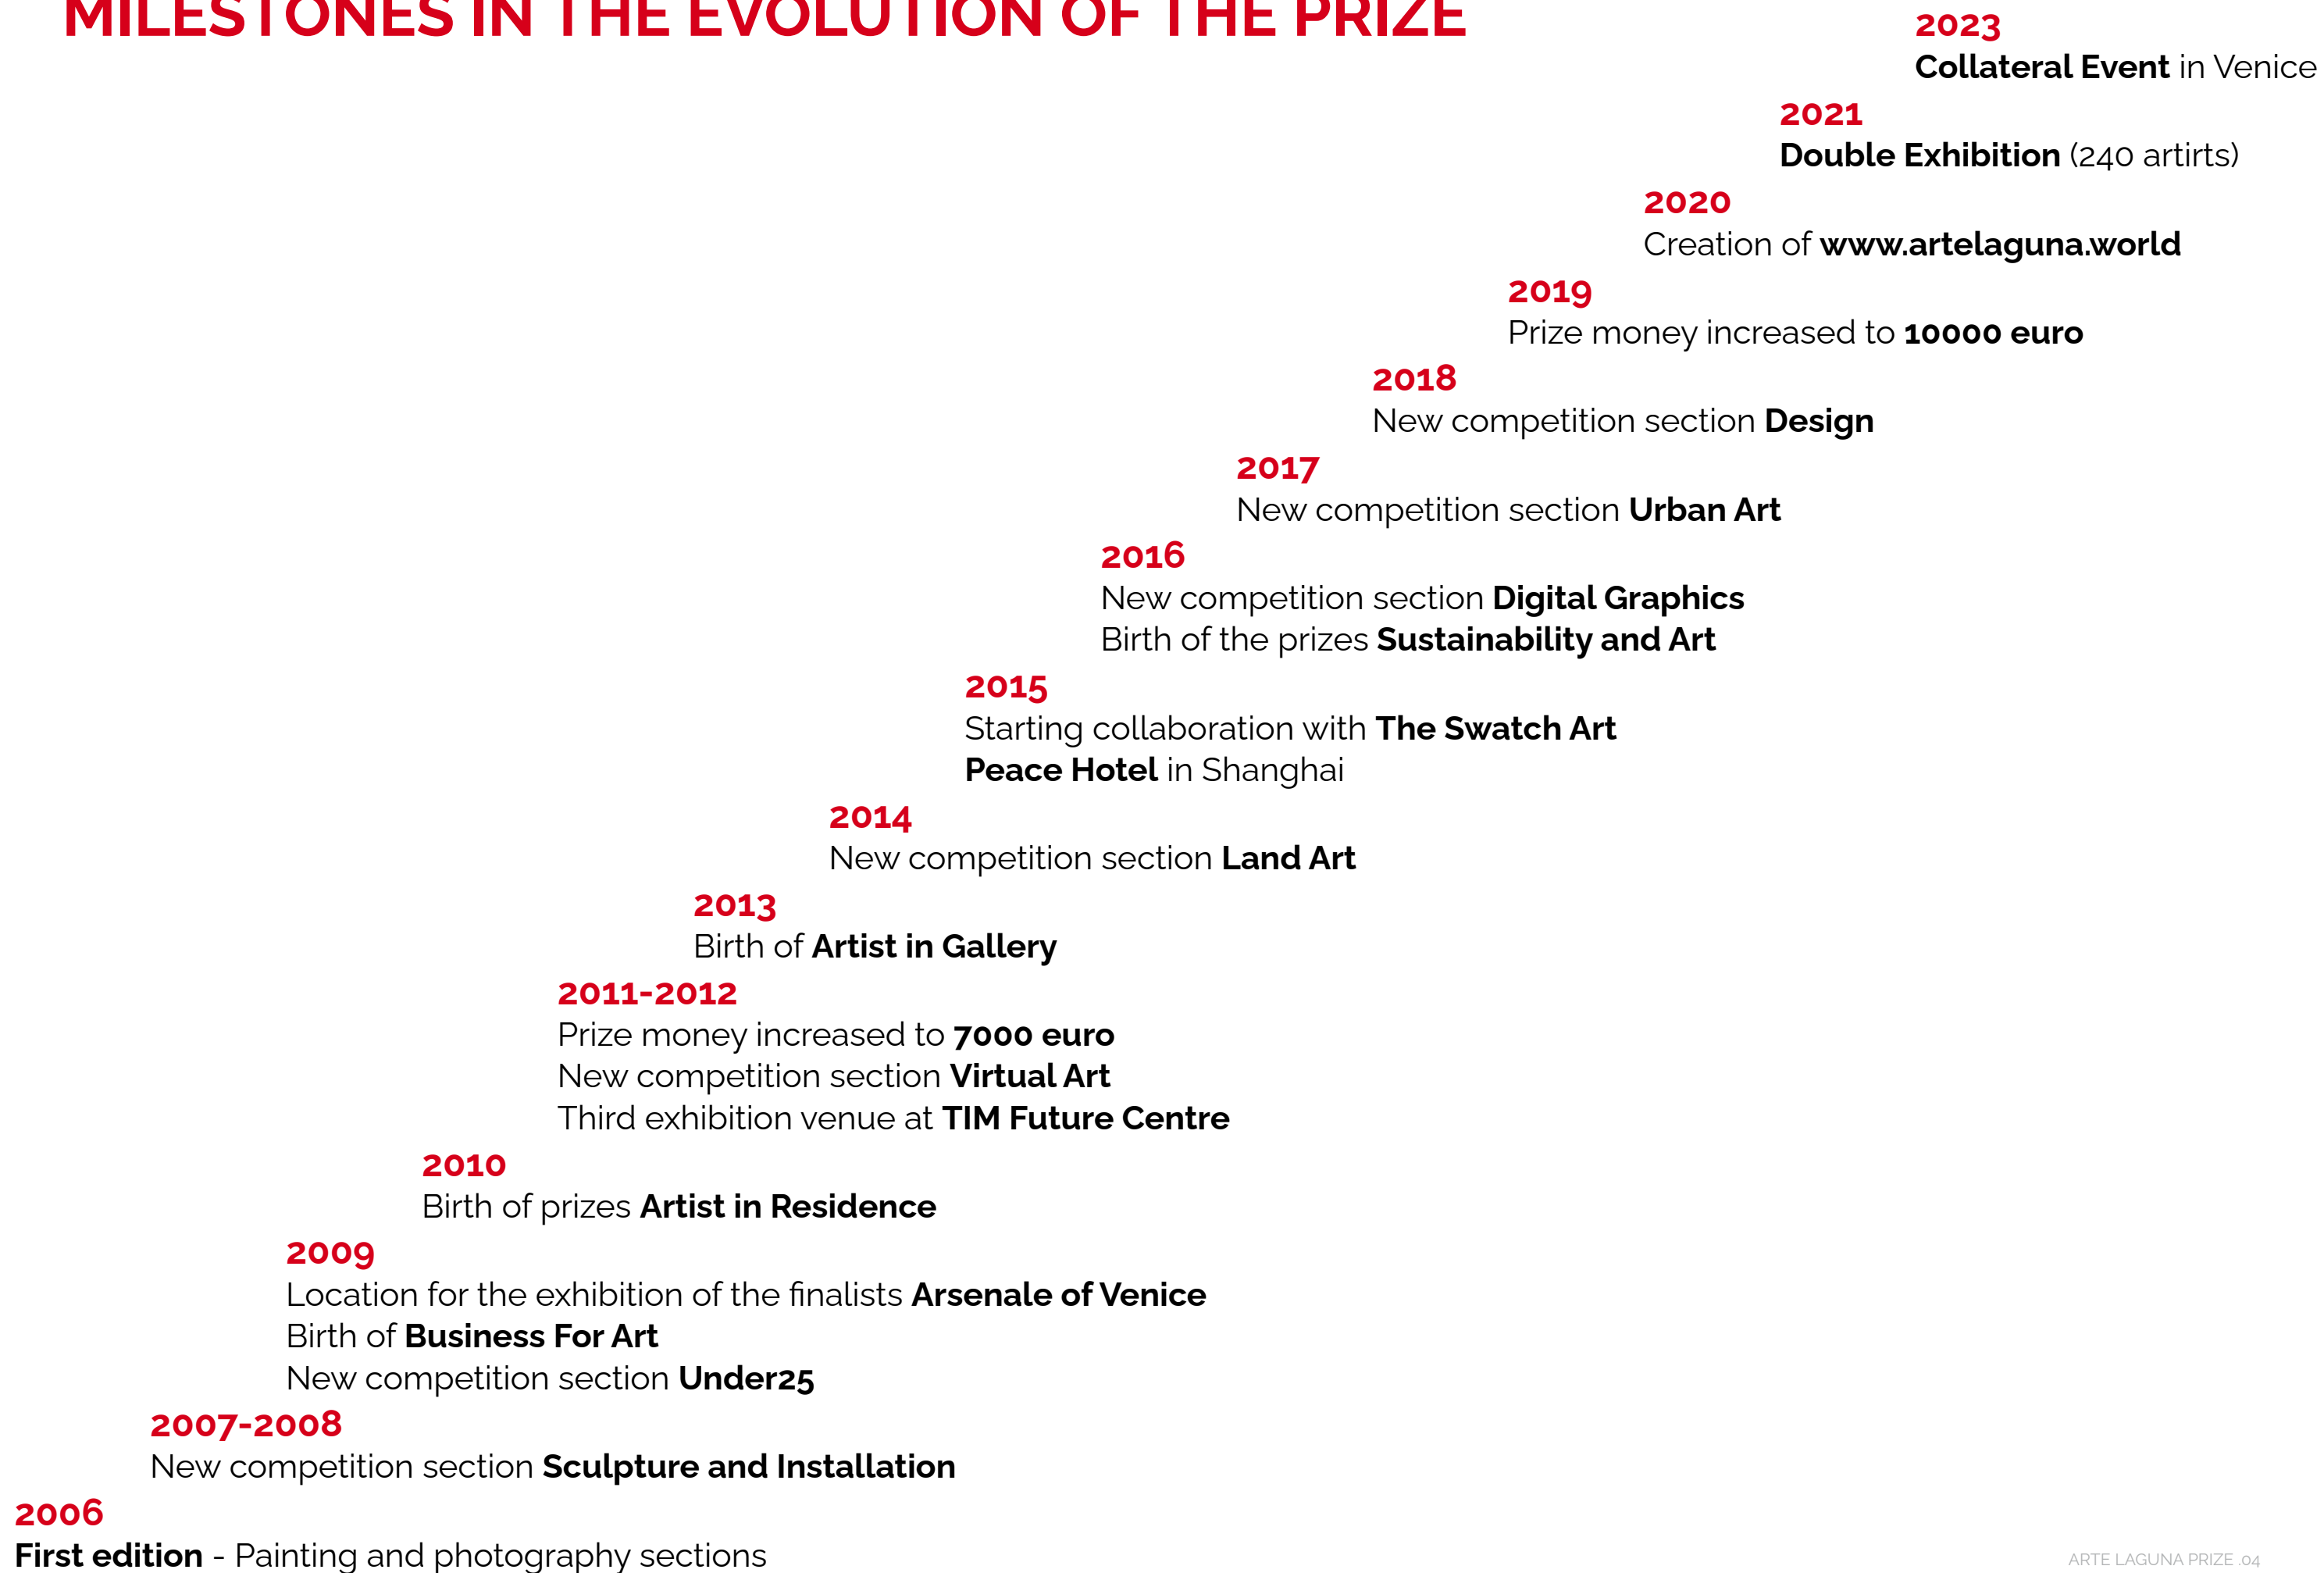 MILESTONES IN THE EVOLUTION OF THE PRIZE
2023
Collateral Event in Venice
2021
Double Exhibition (240 artirts)
2020
Creation of www.artelaguna.world
2019
Prize money increased to 10000 euro
2018
New competition section Design
2017
New competition section Urban Art
2016
New competition section Digital Graphics
Birth of the prizes Sustainability and Art
2015
Starting collaboration with The Swatch Art
Peace Hotel in Shanghai
2014
New competition section Land Art
2013
Birth of Artist in Gallery
2011-2012
Prize money increased to 7000 euro
New competition section Virtual Art
Third exhibition venue at TIM Future Centre
2010
Birth of prizes Artist in Residence
2009
Location for the exhibition of the finalists Arsenale of Venice
Birth of Business For Art
New competition section Under25
2007-2008
New competition section Sculpture and Installation
2006
First edition - Painting and photography sections
ARTE LAGUNA PRIZE .04